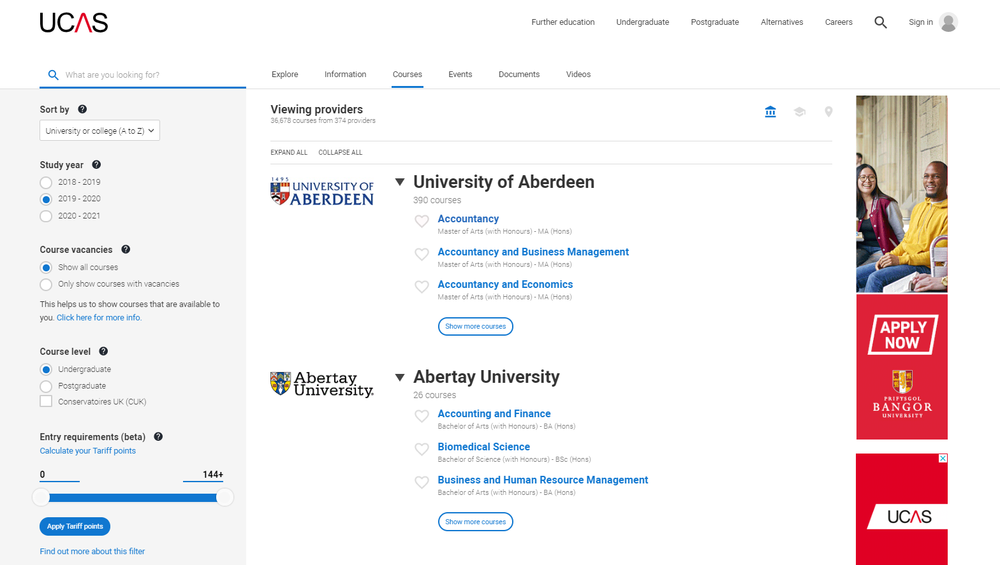 UCAS
Further education
Undergraduate
Postgraduate
Alternatives
Careers
Sign in
What are you looking for?
Explore
Information
Courses
Events
Documents
Videos
Sort by
University or college (A to Z)
Study year
2018 - 2019
2019 - 2020
2020 - 2021
Course vacancies
Show all courses
Only show courses with vacancies
This helps us to show courses that are available to
you. Click here for more info.
Course level
Undergraduate
Postgraduate
Conservatoires UK (CUK)
Entry requirements (beta)
Calculate your Tariff points
0
144+
Apply Tariff points
Find out more about this filter
Viewing providers
36,678 courses from 374 providers
EXPAND ALL
COLLAPSE ALL
1495
UNIVERSITY OF
ABERDEEN
University of Aberdeen
390 courses
Accountancy
Master of Arts (with Honours) - MA (Hons)
Accountancy and Business Management
Master of Arts (with Honours) - MA (Hons)
Accountancy and Economics
Master of Arts (with Honours) - MA (Hons)
Show more courses
Abertay
University
Abertay University
26 courses
Accounting and Finance
Bachelor of Arts (with Honours) - BA (Hons)
Biomedical Science
Bachelor of Science (with Honours) - BSc (Hons)
Business and Human Resource Management
Bachelor of Arts (with Honours) - BA (Hons)
Show more courses
APPLY
NOW
PRIFYSGOL
BANGOR
UNIVERSITY
UCAS